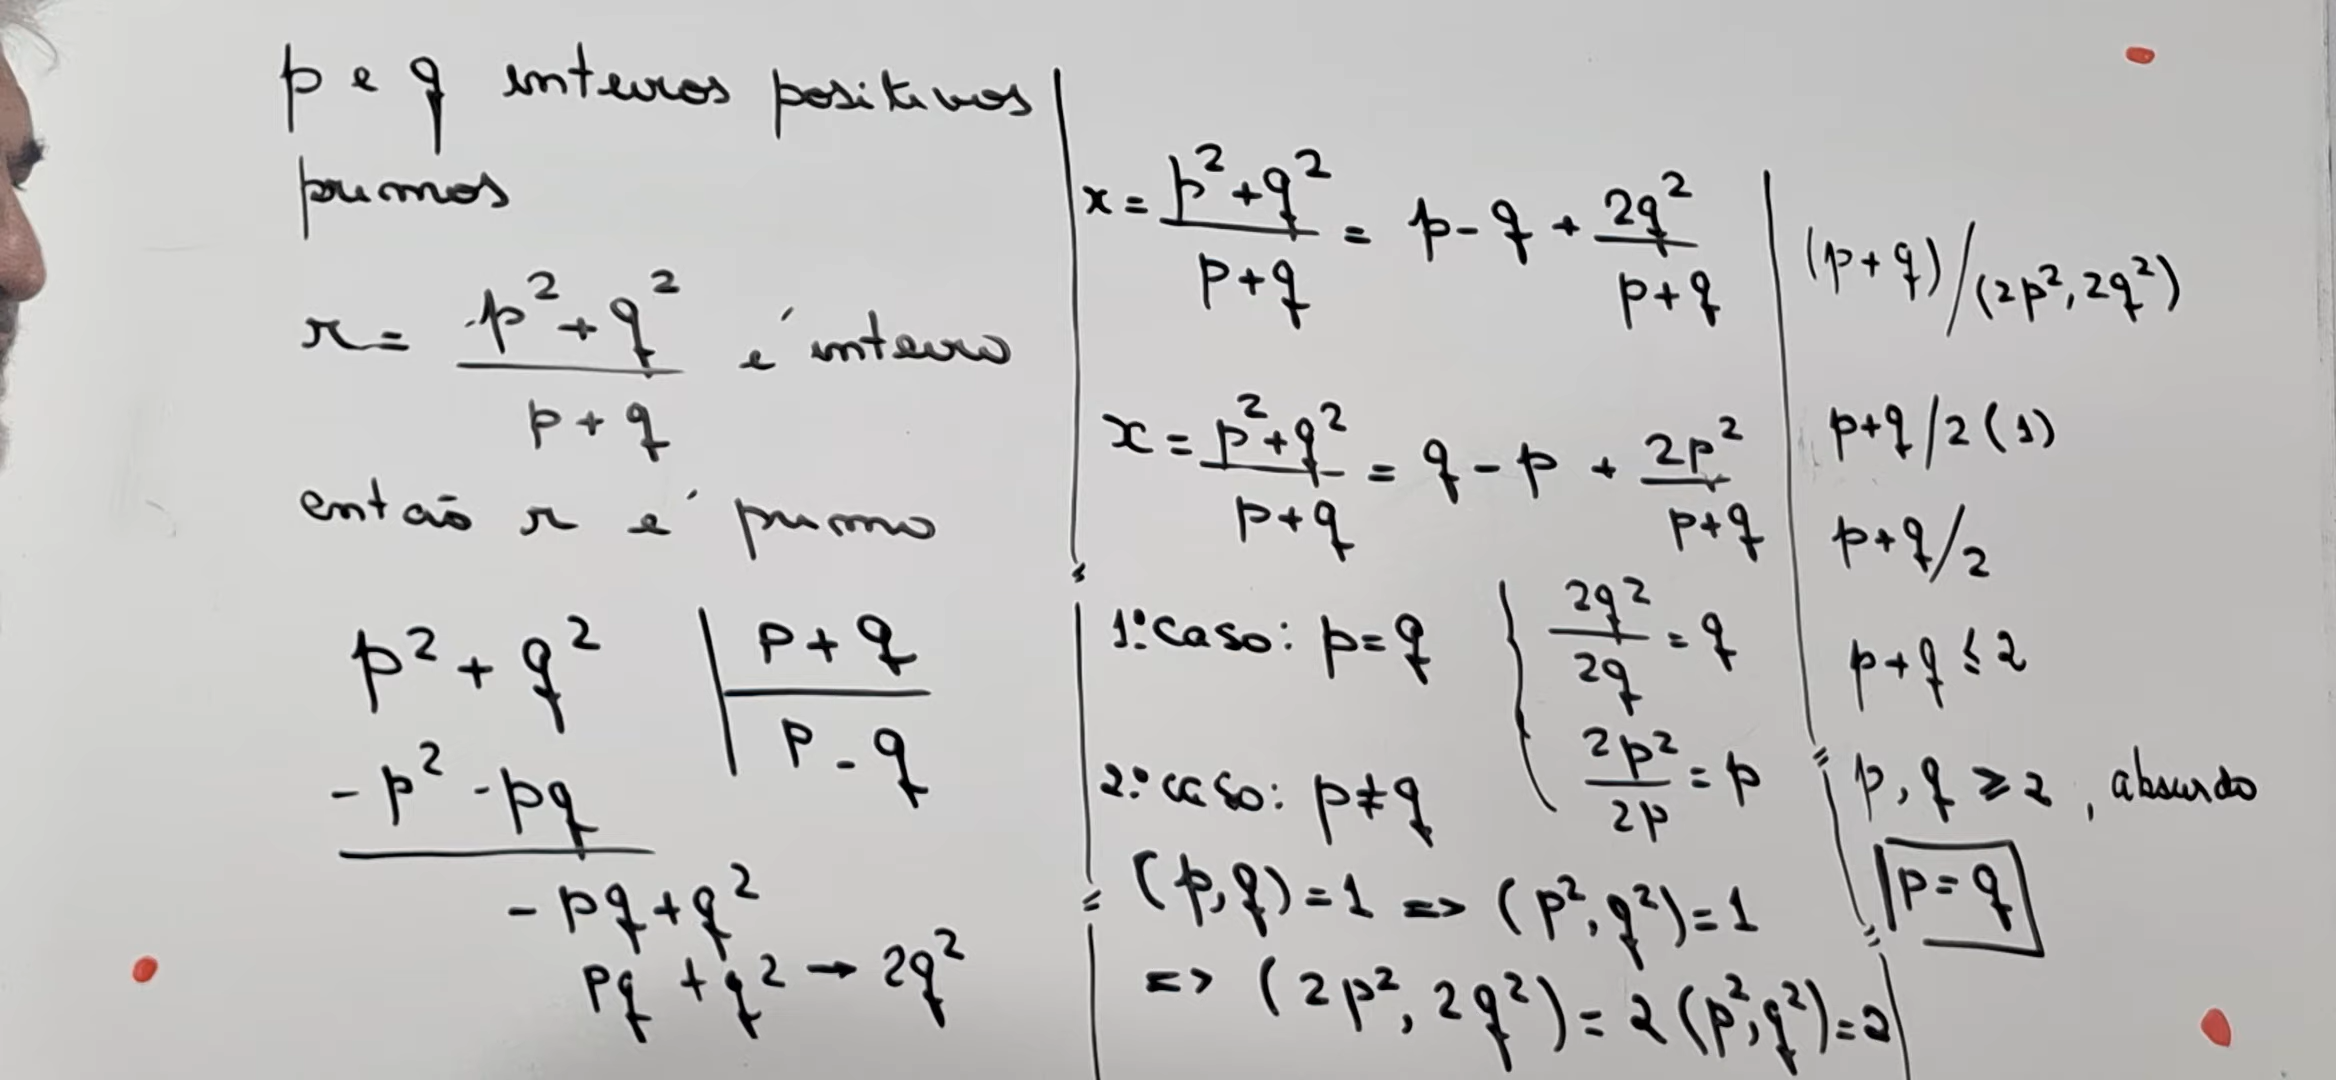 p e q inteiros positivos
primos
r = p²+q² / p+q é inteiro
então r é primo
p² + q² | p + q
-p² -pq p - q
-pq + q²
pq + q² → 2q²
x = p²+q² / p+q = p - q + 2q² / p+q
x = p²+q² / p+q = q - p + 2p² / p+q
1º caso: p = q { 2q² / 2q = q
2p² / 2p = p
2º caso: p ≠ q
(p,q) = 1 => (p², q²) = 1
=> (2p², 2q²) = 2(p²,q²) = 2
(p+q)/(2p², 2q²)
p+q/2(1)
p+q/2
p+q ≤ 2
p, q ≥ 2, absurdo
p = q